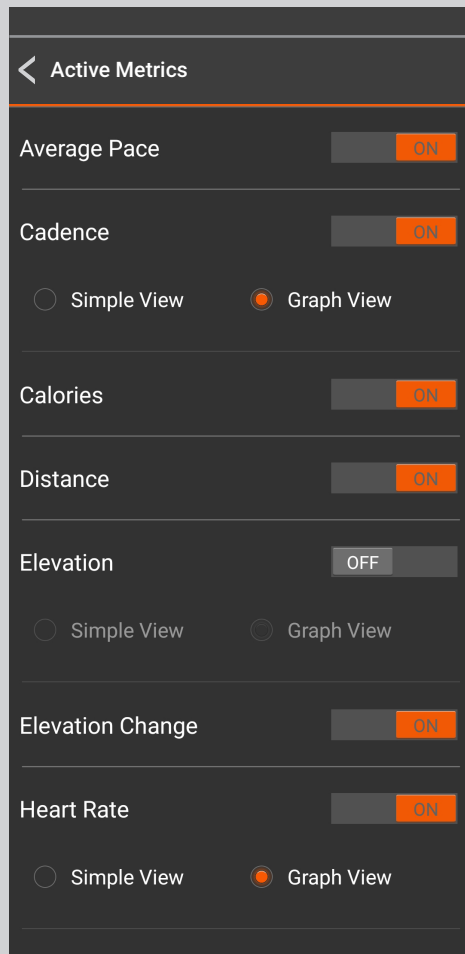 Active Metrics
Average Pace ON
Cadence ON
Simple View Graph View
Calories ON
Distance ON
Elevation OFF
Simple View Graph View
Elevation Change ON
Heart Rate ON
Simple View Graph View